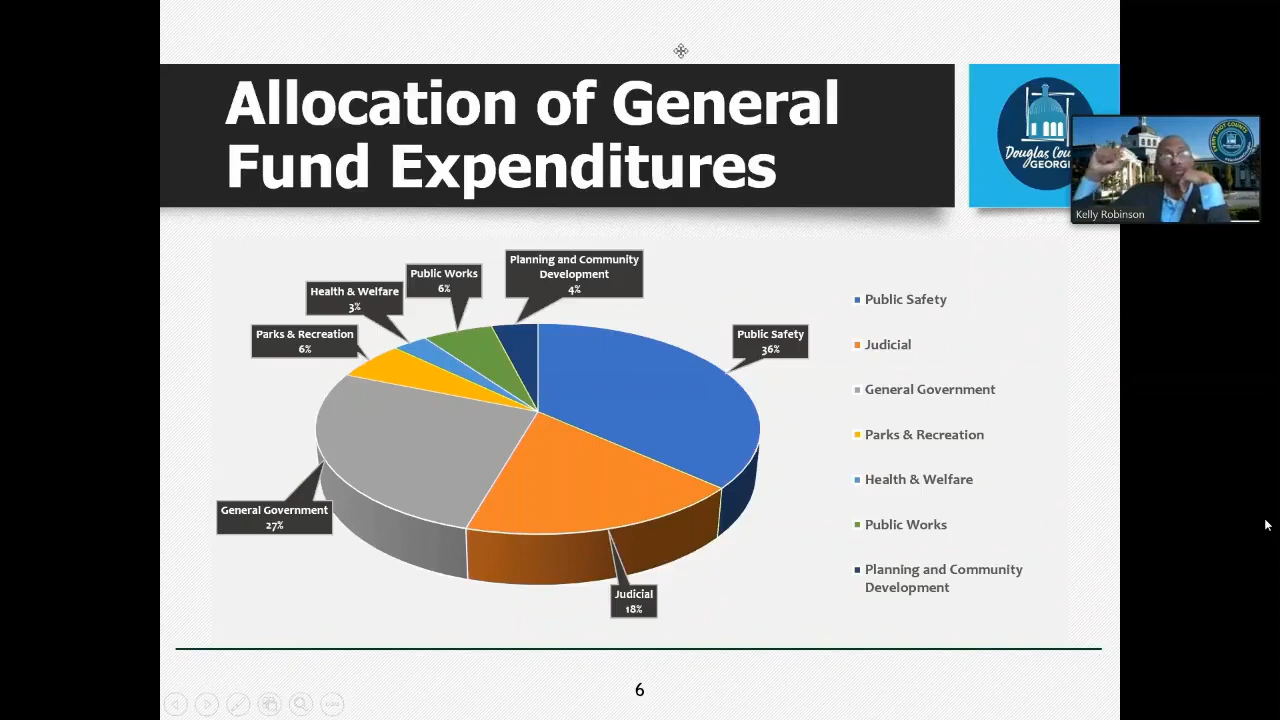 Allocation of General
Fund Expenditures
Douglas Cou
GEORG
Kelly Robinson
Planning and Community
Development
4%
Public Works
6%
Health & Welfare
3%
Parks & Recreation
6%
Public Safety
36%
General Government
27%
Judicial
18%
Public Safety
Judicial
General Government
Parks & Recreation
Health & Welfare
Public Works
Planning and Community
Development
6